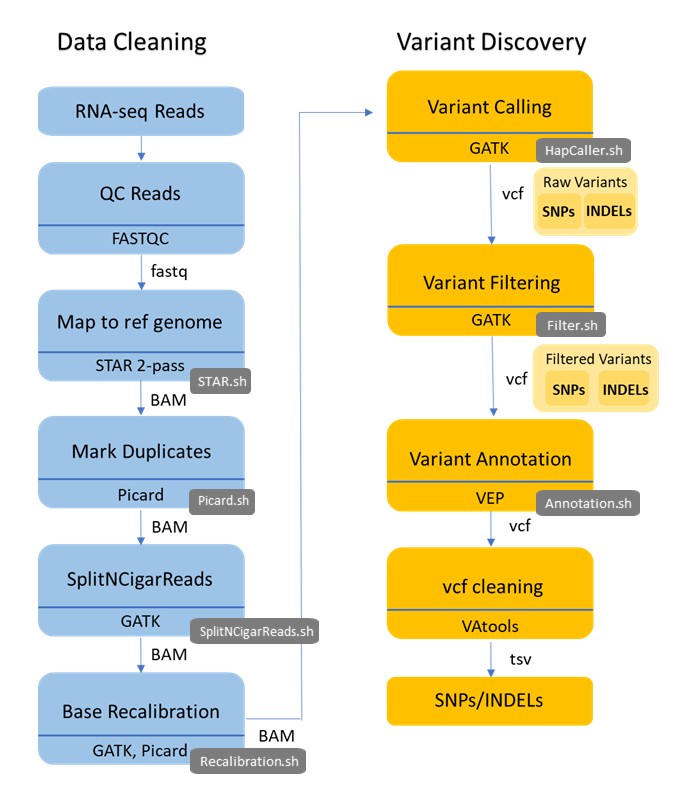 Data Cleaning
RNA-seq Reads
QC Reads
FASTQC
fastq
Map to ref genome
STAR 2-pass
STAR.sh
BAM
Mark Duplicates
Picard
Picard.sh
BAM
SplitNCigarReads
GATK
SplitNCigarReads.sh
BAM
Base Recalibration
GATK, Picard
Recalibration.sh
BAM
Variant Discovery
Variant Calling
GATK
HapCaller.sh
vcf
Raw Variants
SNPs INDELs
Variant Filtering
GATK
Filter.sh
vcf
Filtered Variants
SNPs INDELs
Variant Annotation
VEP
Annotation.sh
vcf
vcf cleaning
VAtools
tsv
SNPs/INDELs